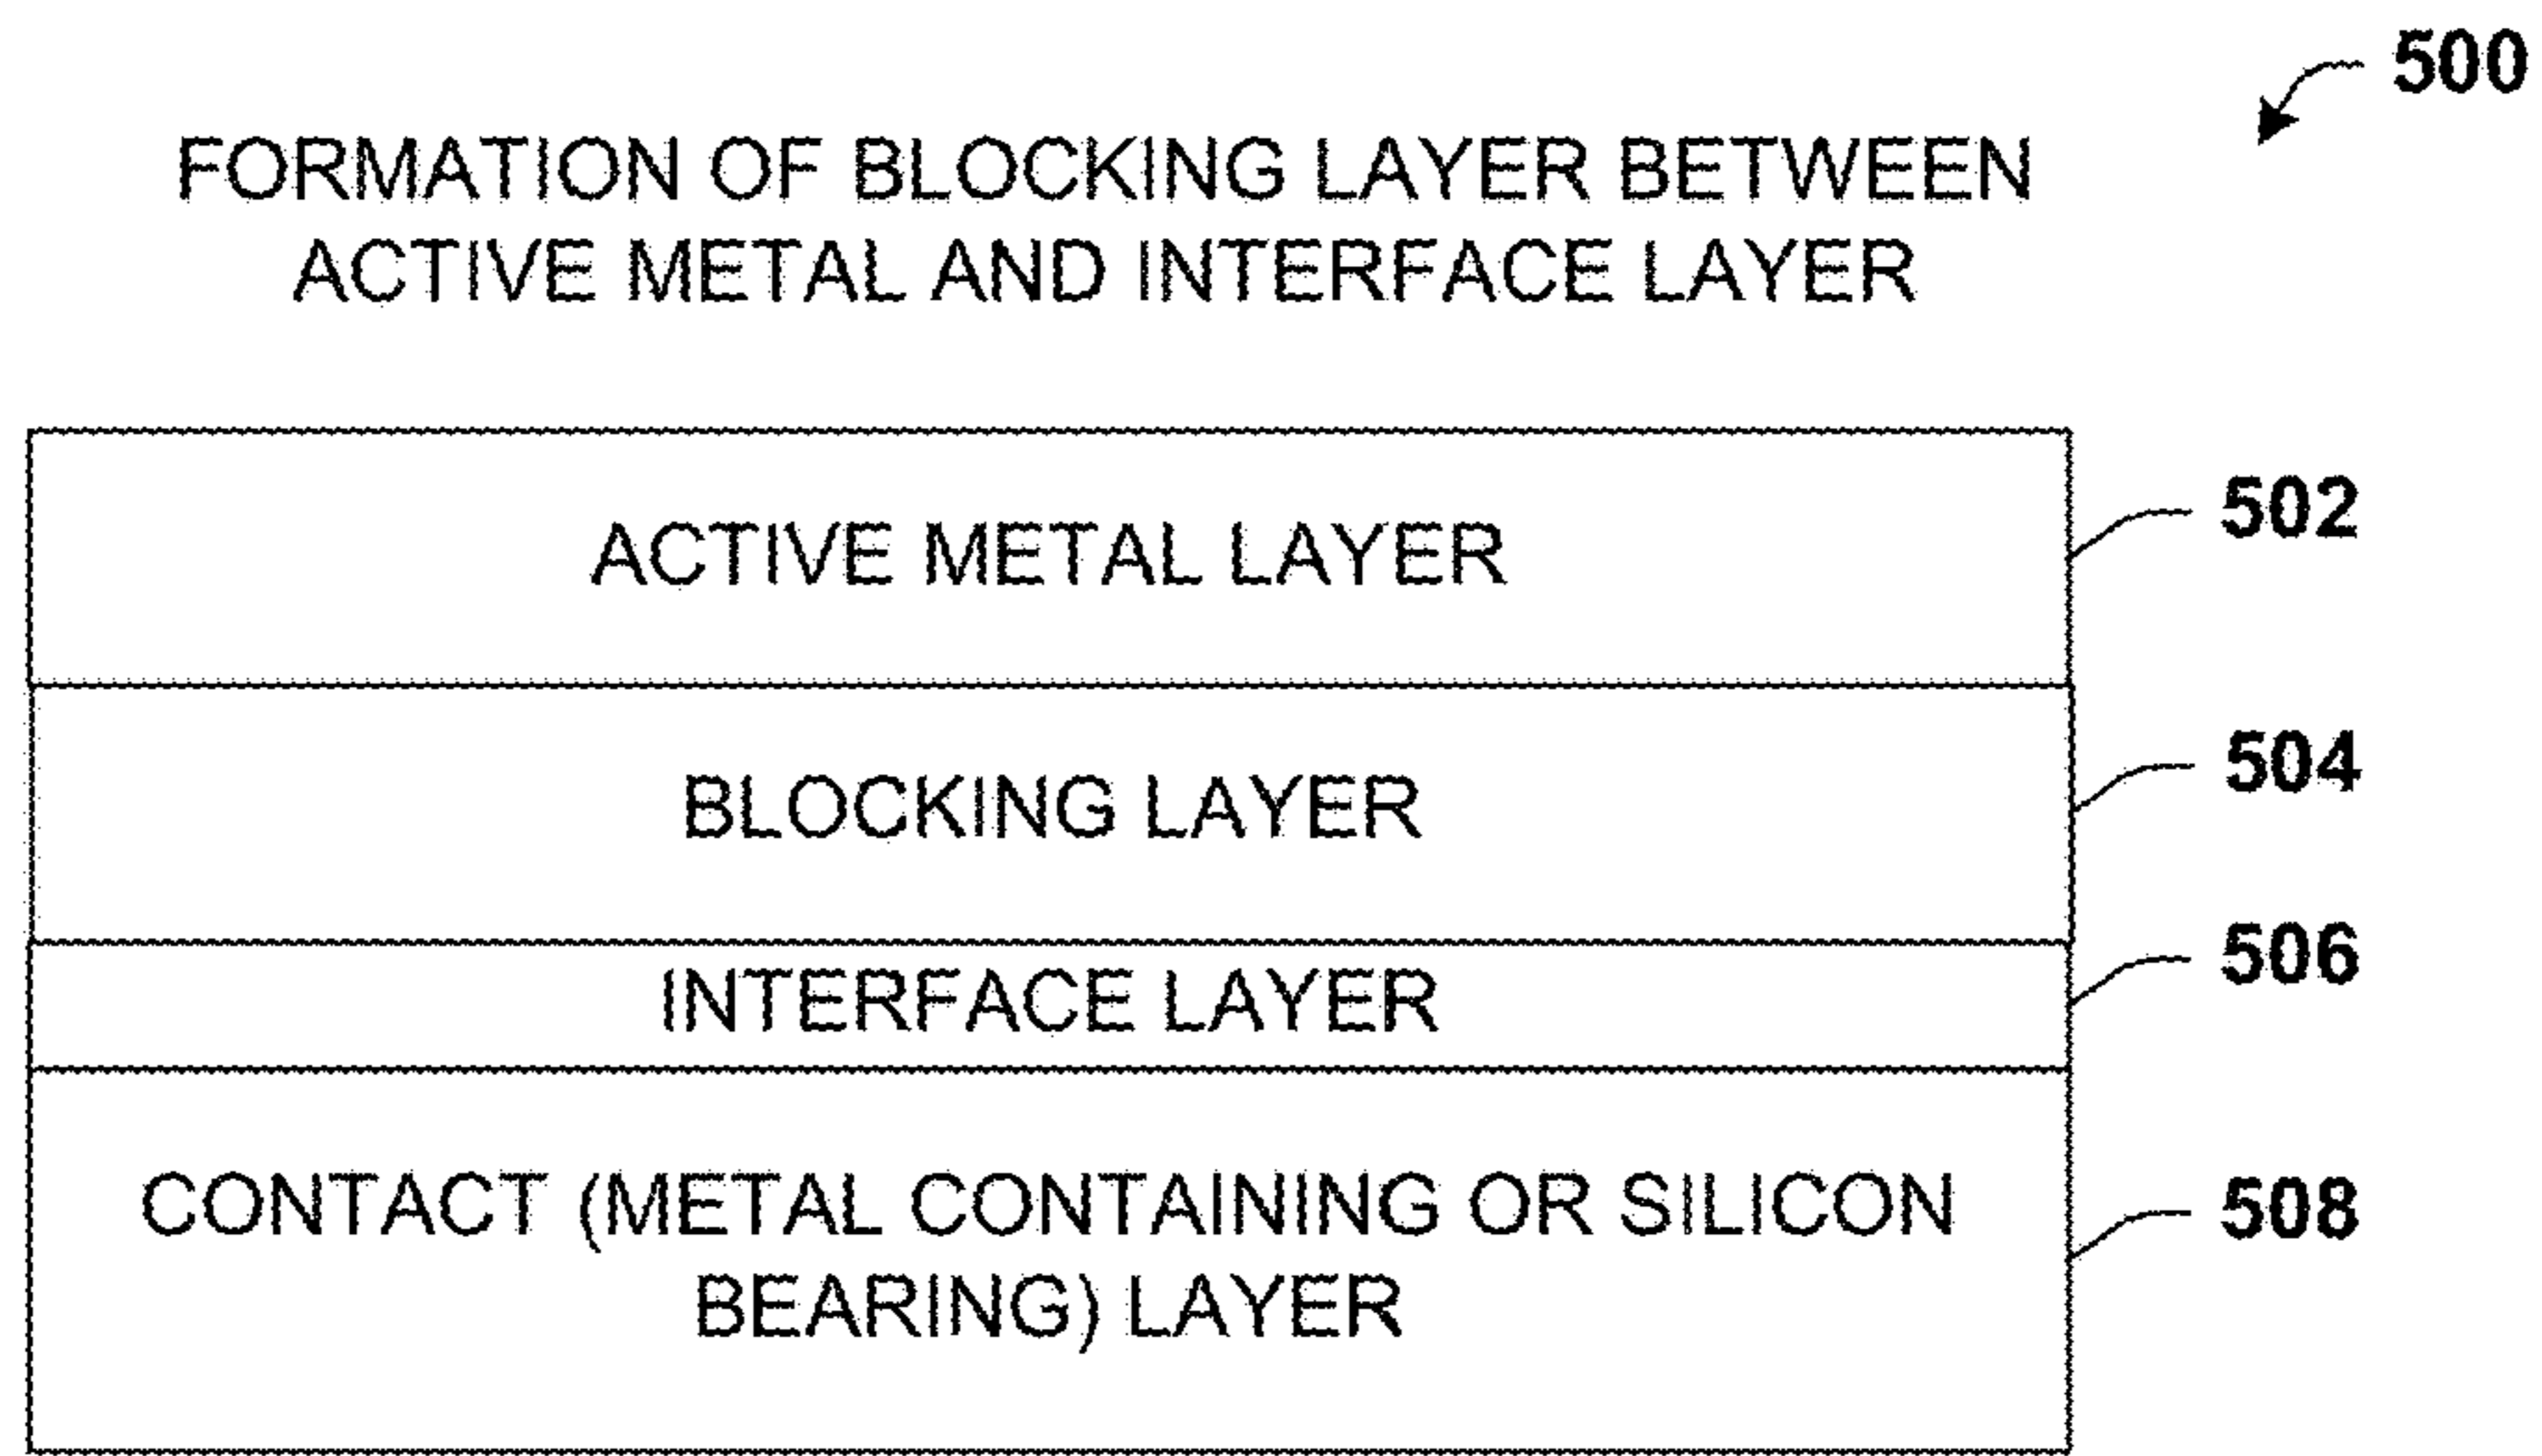 500
FORMATION OF BLOCKING LAYER BETWEEN
ACTIVE METAL AND INTERFACE LAYER
ACTIVE METAL LAYER
502
BLOCKING LAYER
504
INTERFACE LAYER
506
CONTACT (METAL CONTAINING OR SILICON
BEARING) LAYER
508